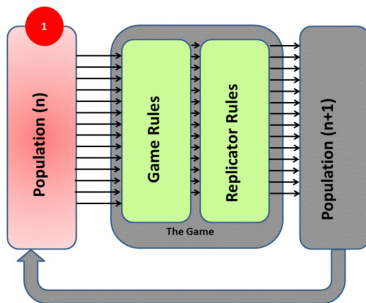 1
Population (n)
Game Rules
Replicator Rules
The Game
Population (n+1)